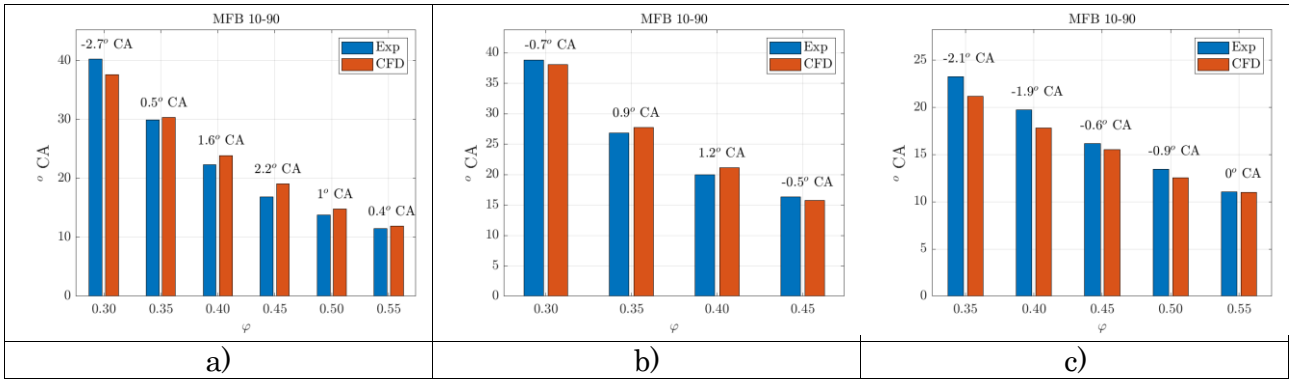 MFB 10-90
-2.7° CA
0.5° CA
1.6° CA
2.2° CA
1° CA
0.4° CA
Exp
CFD
° CA
40
30
20
10
0
0.30 0.35 0.40 0.45 0.50 0.55
φ
a)
MFB 10-90
-0.7° CA
0.9° CA
1.2° CA
-0.5° CA
Exp
CFD
° CA
40
35
30
25
20
15
10
5
0
0.30 0.35 0.40 0.45
φ
b)
MFB 10-90
-2.1° CA
-1.9° CA
-0.6° CA
-0.9° CA
0° CA
Exp
CFD
° CA
25
20
15
10
5
0
0.35 0.40 0.45 0.50 0.55
φ
c)